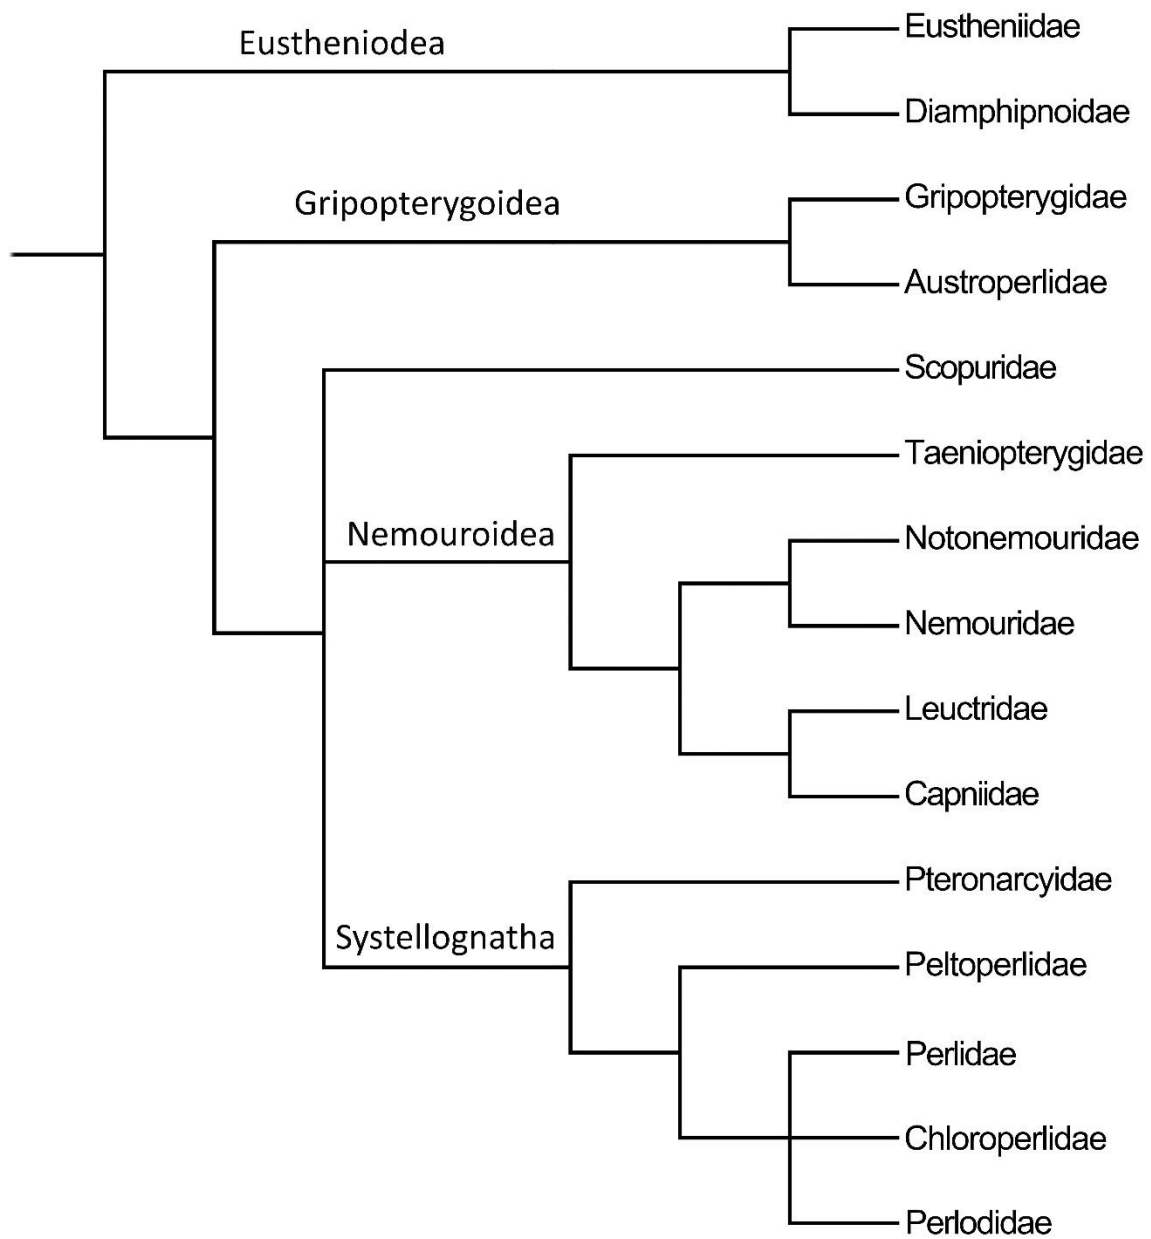 Eustheniidae
Eustheniodea
Diamphipnoidae
Gripopterygidae
Gripopterygoidea
Austroperlidae
Scopuridae
Taeniopterygidae
Nemouroidea
Notonemouridae
Nemouridae
Leuctridae
Capniidae
Pteronarcyidae
Systellognatha
Peltoperlidae
Perlidae
Chloroperlidae
Perlodidae